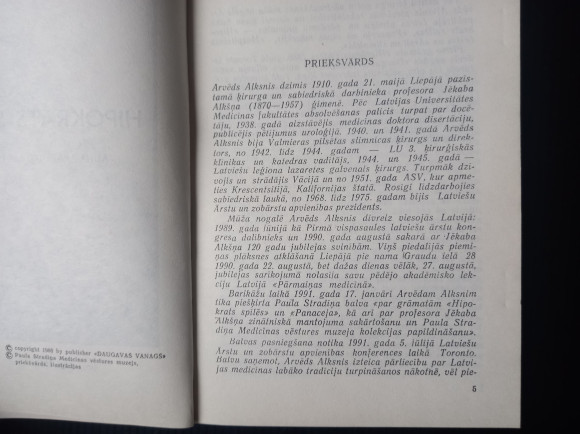 PRIEKŠVĀRDS
Arvēds Alksnis dzimis 1910. gada 21. maijā Liepājā pazīs-
tamā ķirurga un sabiedriskā darbinieka profesora Jēkaba
Alkšņa (1870—1957) ģimenē. Pēc Latvijas Universitātes
Medicīnas fakultātes absolvēšanas palicis turpat par docē-
tāju, 1938. gadā aizstāvējis medicīnas doktora disertāciju,
publicējis pētījumus uroloģijā. 1940. un 1941. gadā Arvēds
Alksnis bija Valmieras pilsētas slimnīcas ķirurgs un direk-
tors, no 1942. līdz 1944. gadam — LU 3. ķirurģiskās
klīnikas un katedras vadītājs, 1944. un 1945. gadā —
Latviešu leģiona lazaretes galvenais ķirurgs. Turpmāk dzī-
vojis un strādājis Vācijā un no 1951. gada ASV, kur apme-
ties Krescentsitijā, Kalifornijas štatā. Rosīgi līdzdarbojies
sabiedriskā laukā, no 1968. līdz 1975. gadam bijis Latviešu
Ārstu un zobārstu apvienības prezidents.
Mūža nogalē Arvēds Alksnis divreiz viesojās Latvijā:
1989. gada jūnijā kā Pirmā vispasaules latviešu ārstu kon-
gresa dalībnieks un 1990. gada augustā sakarā ar Jēkaba
Alkšņa 120 gadu jubilejas svinībām. Viņš piedalījās piemi-
ņas plāksnes atklāšanā Liepājā pie nama Graudu ielā 28
1990. gada 22. augustā, bet dažas dienas vēlāk, 27. augustā,
jubilejas sarīkojumā nolasīja savu pēdējo akadēmisko lek-
ciju Latvijā «Pārmaiņas medicīnā».
Barikāžu laikā 1991. gada 17. janvārī Arvēdam Alksnim
tika piešķirta Paula Stradiņa balva «par grāmatām «Hipo-
krats spilēs» un «Panaceja», kā arī par profesora Jēkaba
Alkšņa zinātniskā mantojuma sakārtošanu un Paula Stra-
diņa Medicīnas vēstures muzeja kolekcijas papildināšanu».
Balvas pasniegšana notika 1991. gada 5. jūlijā Latviešu
Ārstu un zobārstu apvienības konferences laikā Toronto.
Balvu saņemot, Arvēds Alksnis izteica pārliecību par Lat-
vijas medicīnas labāko tradīciju turpināšanos nākotnē, vēl pie-
5
© copyright 1988 by publisher «DAUGAVAS VANAGS»
© Paula Stradiņa Medicīnas vēstures muzejs,
priekšvārds, ilustrācijas